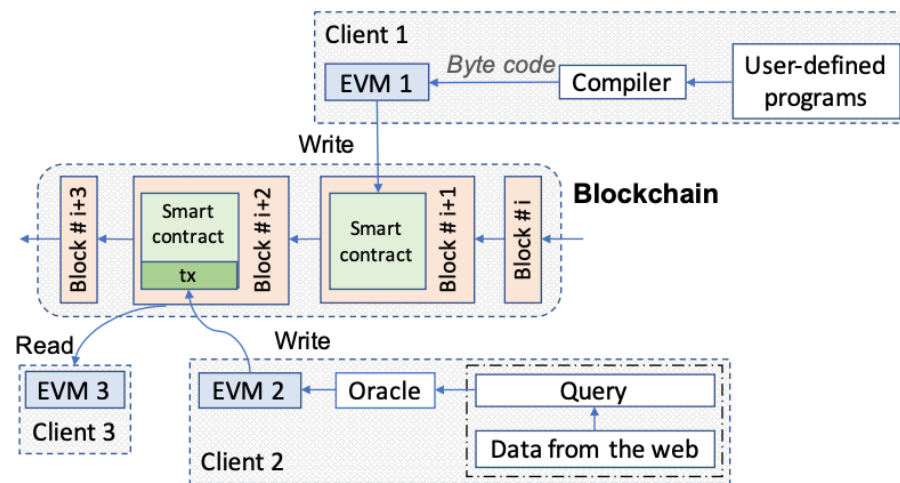 Client 1
EVM 1
Byte code
Compiler
User-defined
programs
Write
Blockchain
Block # i+3
Smart
contract
tx
Block # i+2
Smart
contract
Block # i+1
Block # i
Read
Write
EVM 3
Client 3
EVM 2
Oracle
Query
Data from the web
Client 2